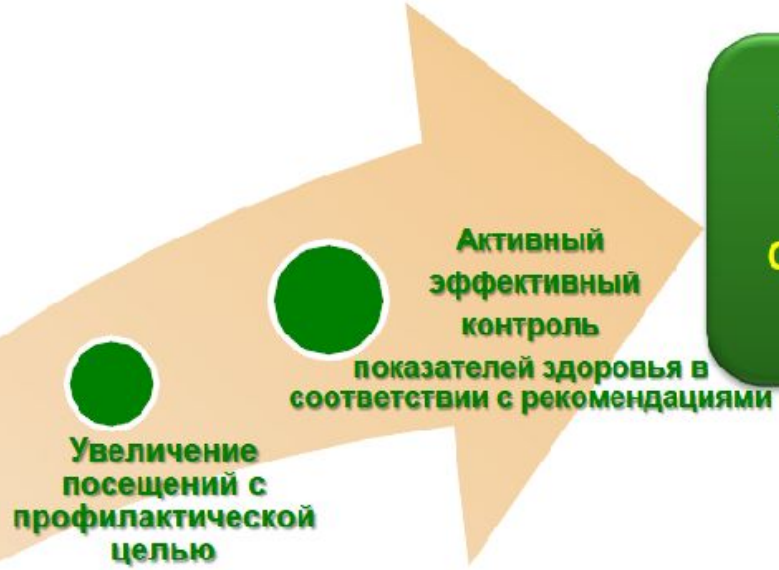 Активный
эффективный
контроль
показателей здоровья в
соответствии с рекомендациями
Увеличение
посещений с
профилактической
целью